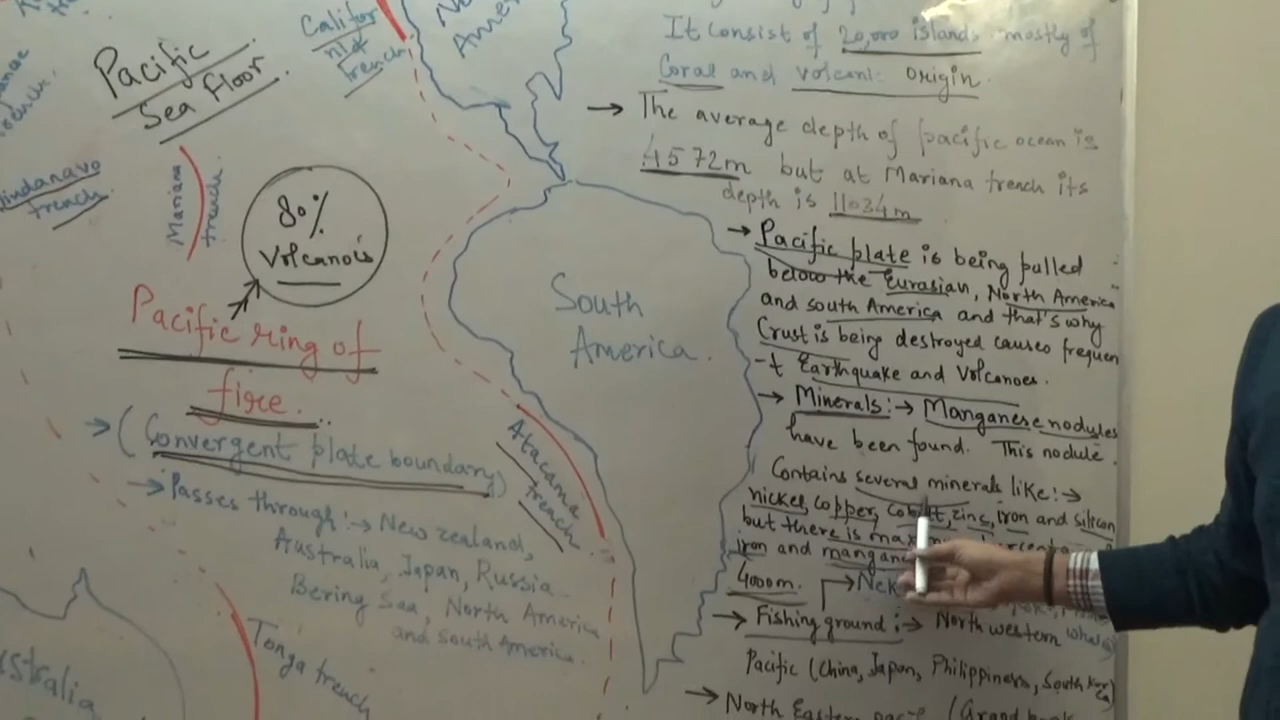 Pacific
Sea floor
Califor
nia
trench
Mindanavo
trench
Mariana
trench
80%
Volcanois
Pacific ring of
fire.
(Convergent plate boundary)
→ Passes through :→ New zealand,
Australia, Japan, Russia
Bering Sea, North America
and south America.
Tonga trench
South
America.
Atacama
trench
It consist of 20,000 islands mostly of
Coral and volcanic origin.
→ The average depth of pacific ocean is
4572m but at Mariana trench its
depth is 11034m
→ Pacific plate is being pulled
below the Eurasian, North America
and south America and that's why
Crust is being destroyed causes frequen
-t Earthquake and Volcanoes.
→ Minerals :→ Manganese nodules
have been found. This nodule
Contains several minerals like :→
nickel, copper, cobalt, zinc, iron and silicon
but there is
iron and
4000m.
→ Fishing ground :→ North western
Pacific (China, Japan, Philippines, South
→ North Eastern